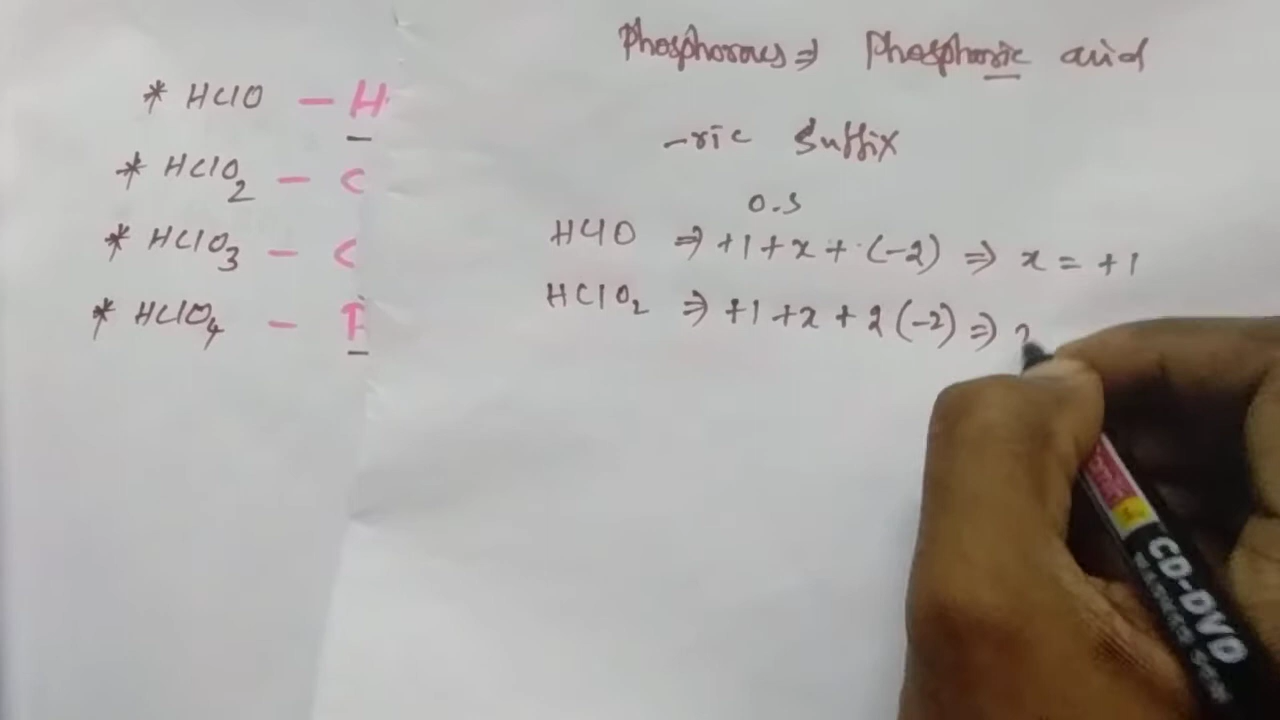 * HClO - H
* HClO2 - C
* HClO3 - C
* HClO4 - P
Phosphorous ⇒ Phosphoric acid
-ric Suffix
O.S
HClO ⇒ +1 + x + (-2) ⇒ x = +1
HClO2 ⇒ +1 + x + 2(-2) ⇒
CD-DVD